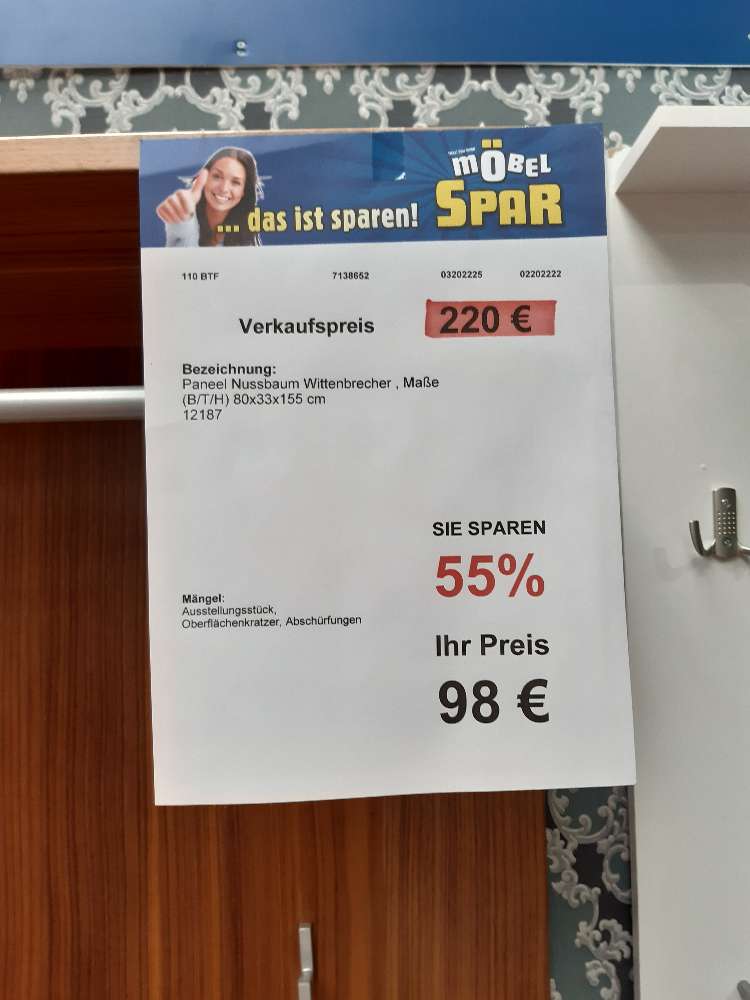 möbel
... das ist sparen! SPAR
110 BTF 7138652 03202225 02202222
Verkaufspreis 220 €
Bezeichnung:
Paneel Nussbaum Wittenbrecher , Maße
(B/T/H) 80x33x155 cm
12187
SIE SPAREN
55%
Mängel:
Ausstellungsstück,
Oberflächenkratzer, Abschürfungen
Ihr Preis
98 €